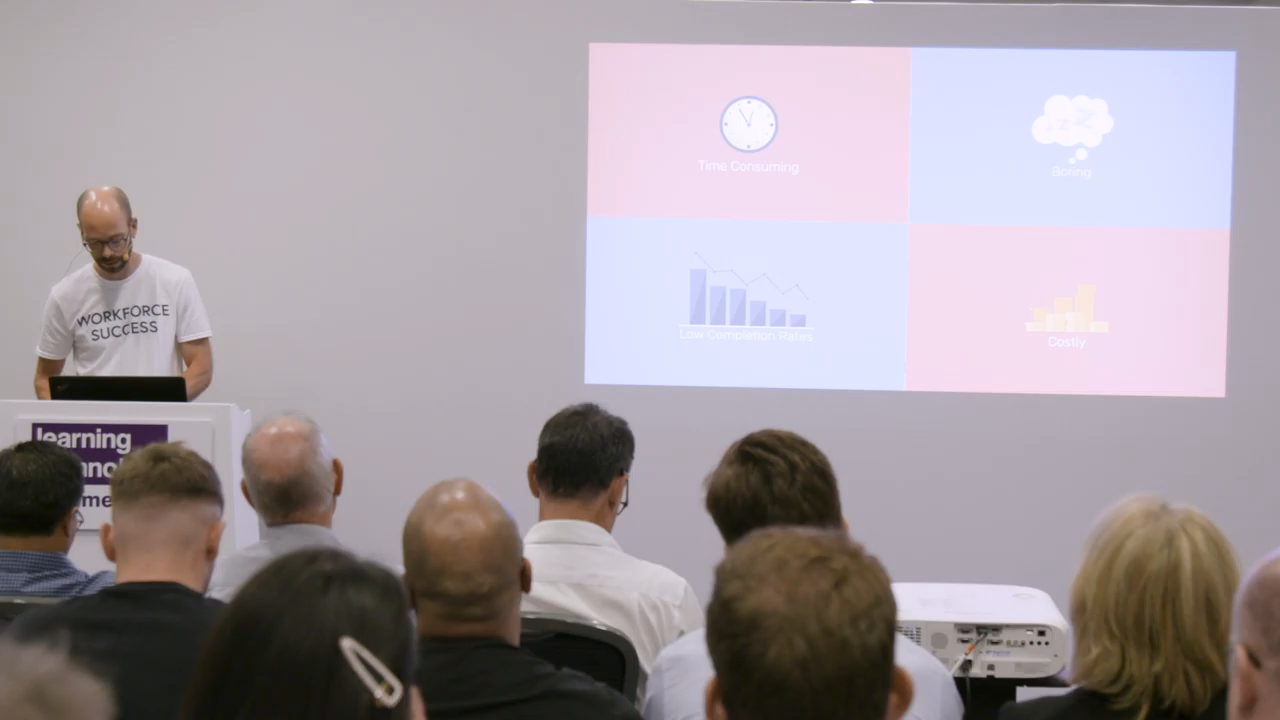 Time Consuming
Boring
Low Completion Rates
Costly
WORKFORCE
SUCCESS
learning